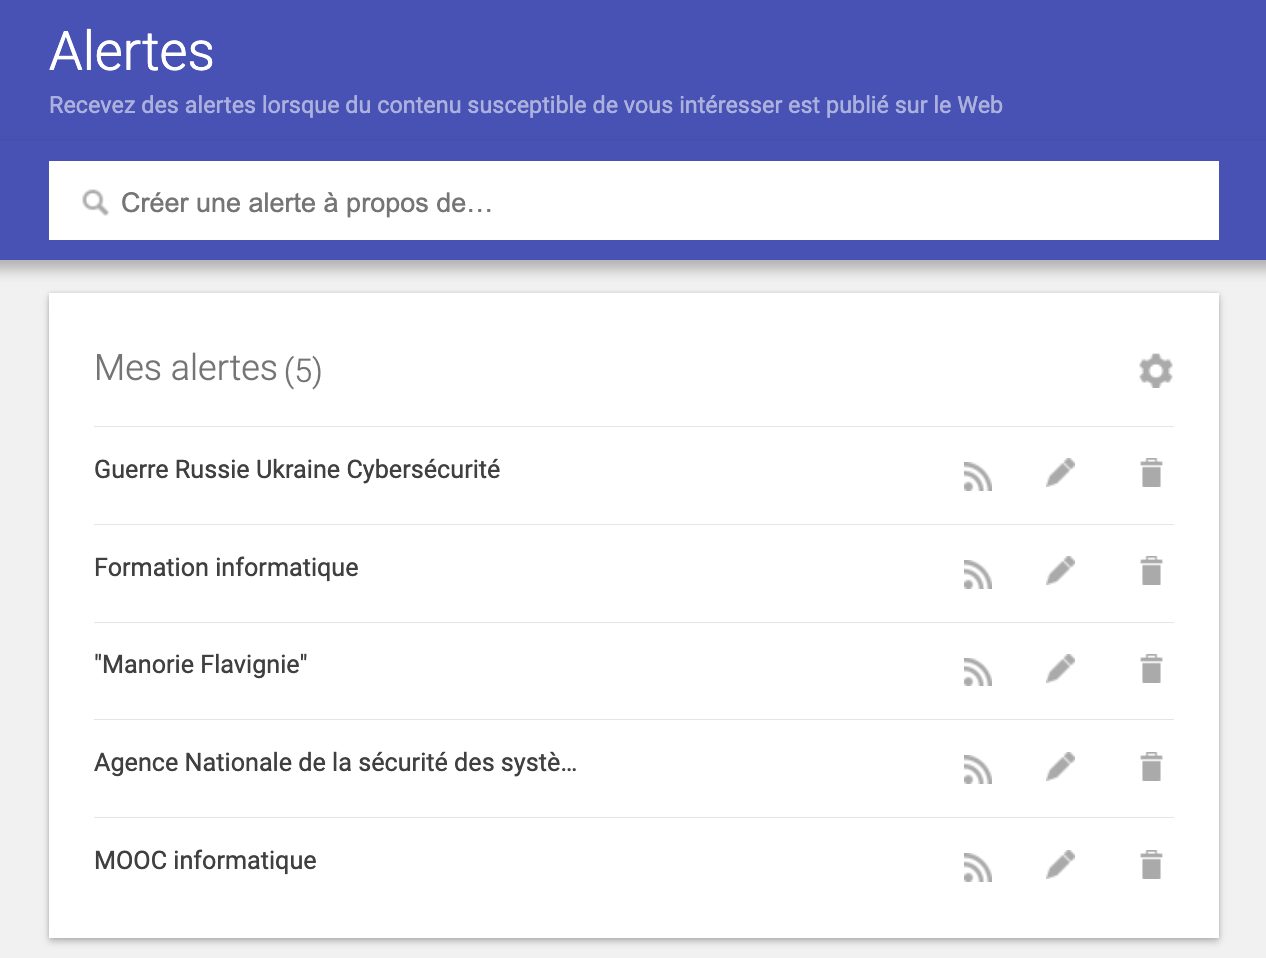 Alertes
Recevez des alertes lorsque du contenu susceptible de vous intéresser est publié sur le Web
Créer une alerte à propos de…
Mes alertes (5)
Guerre Russie Ukraine Cybersécurité
Formation informatique
"Manorie Flavignie"
Agence Nationale de la sécurité des systè...
MOOC informatique